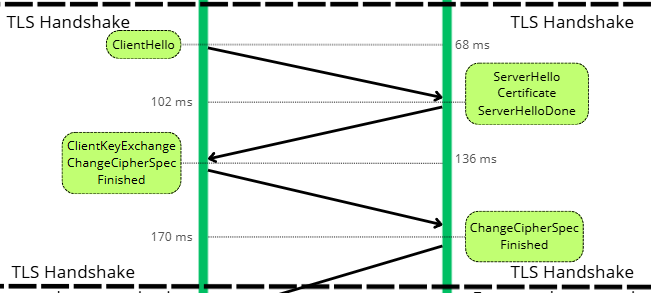 TLS Handshake
TLS Handshake
ClientHello
68 ms
ServerHello
Certificate
ServerHelloDone
102 ms
ClientKeyExchange
ChangeCipherSpec
Finished
136 ms
ChangeCipherSpec
Finished
170 ms
TLS Handshake
TLS Handshake